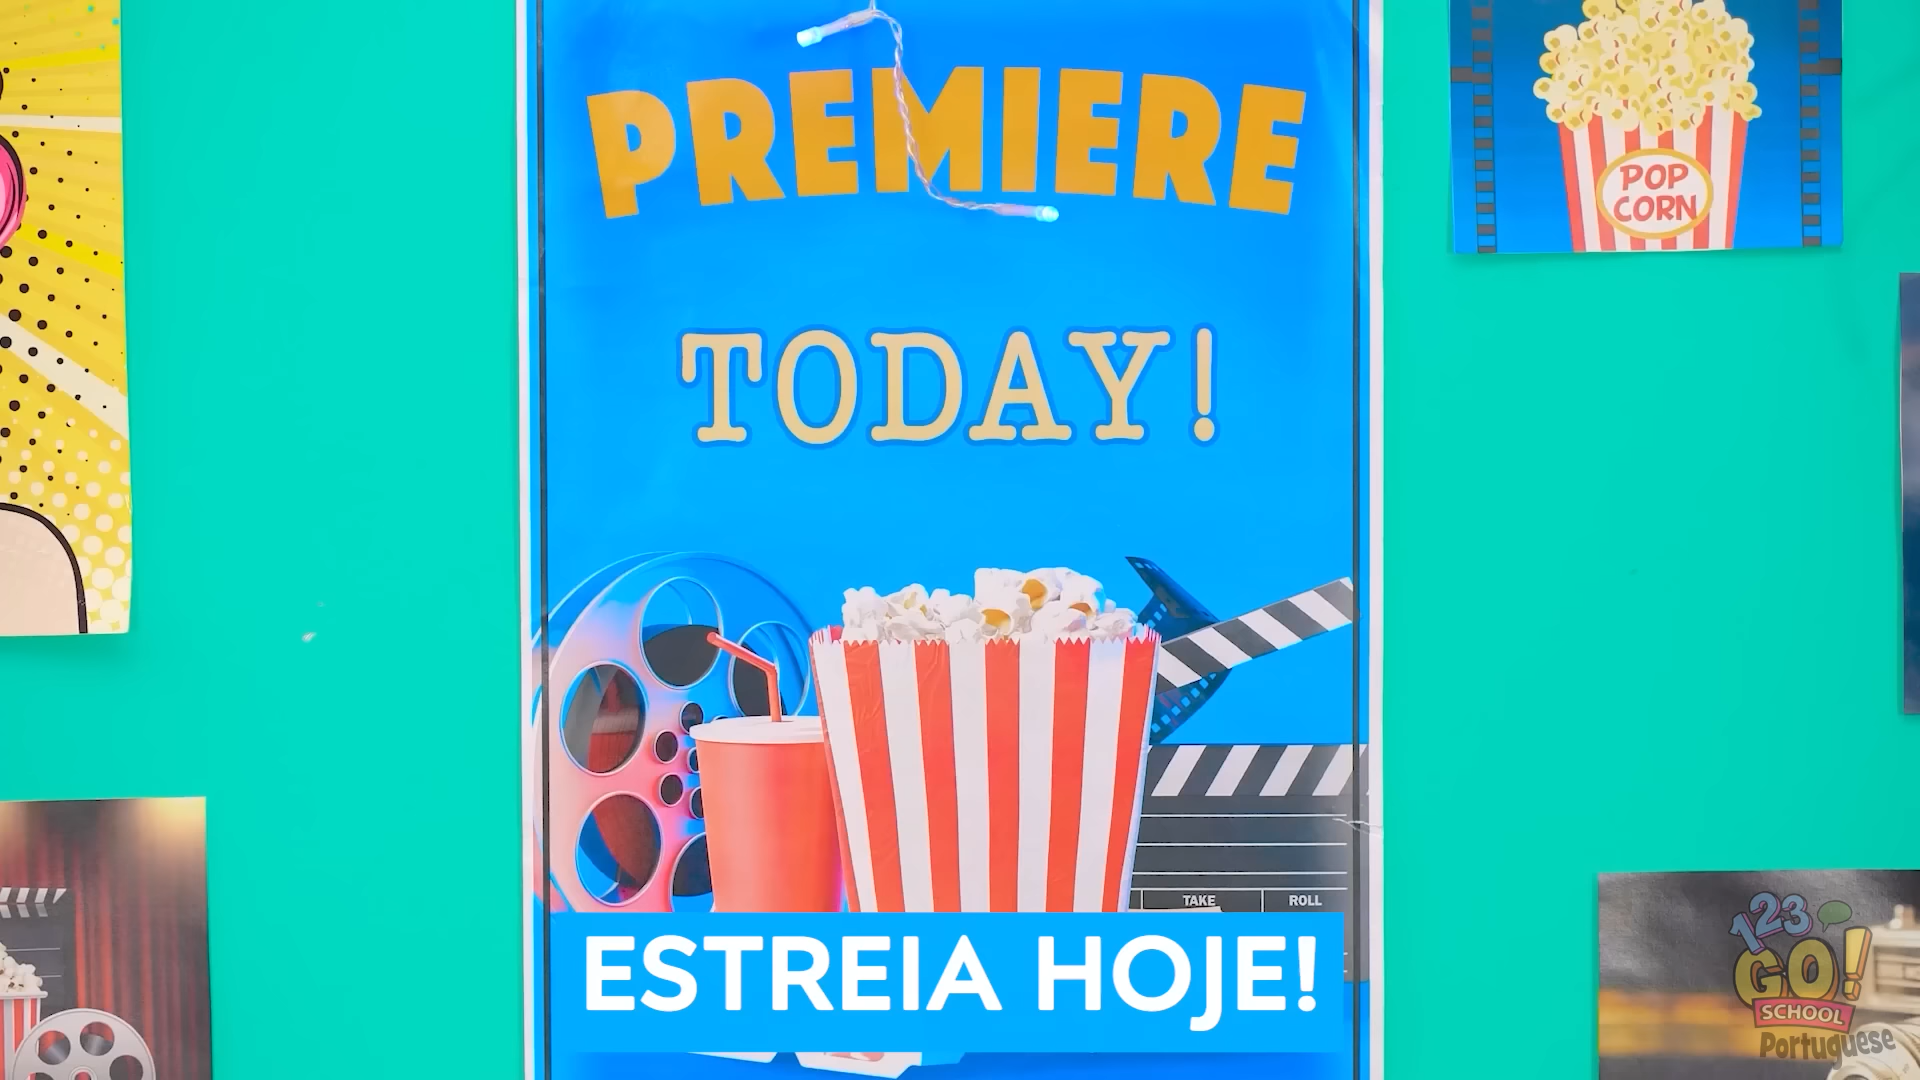 PREMIERE
TODAY!
POP
CORN
TAKE ROLL
ESTREIA HOJE!
123
GO!
SCHOOL
Portuguese